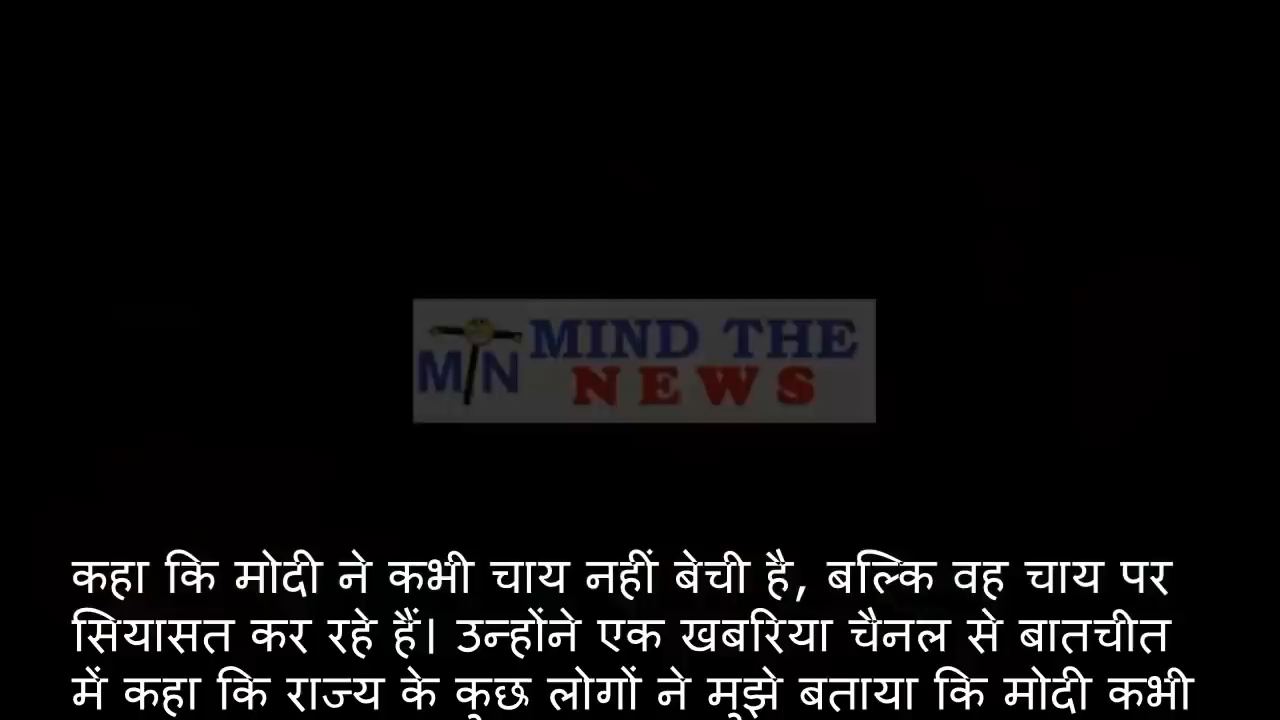 MTN MIND THE
NEWS
कहा कि मोदी ने कभी चाय नहीं बेची है, बल्कि वह चाय पर
सियासत कर रहे हैं। उन्होंने एक खबरिया चैनल से बातचीत
में कहा कि राज्य के कुछ लोगों ने मुझे बताया कि मोदी कभी